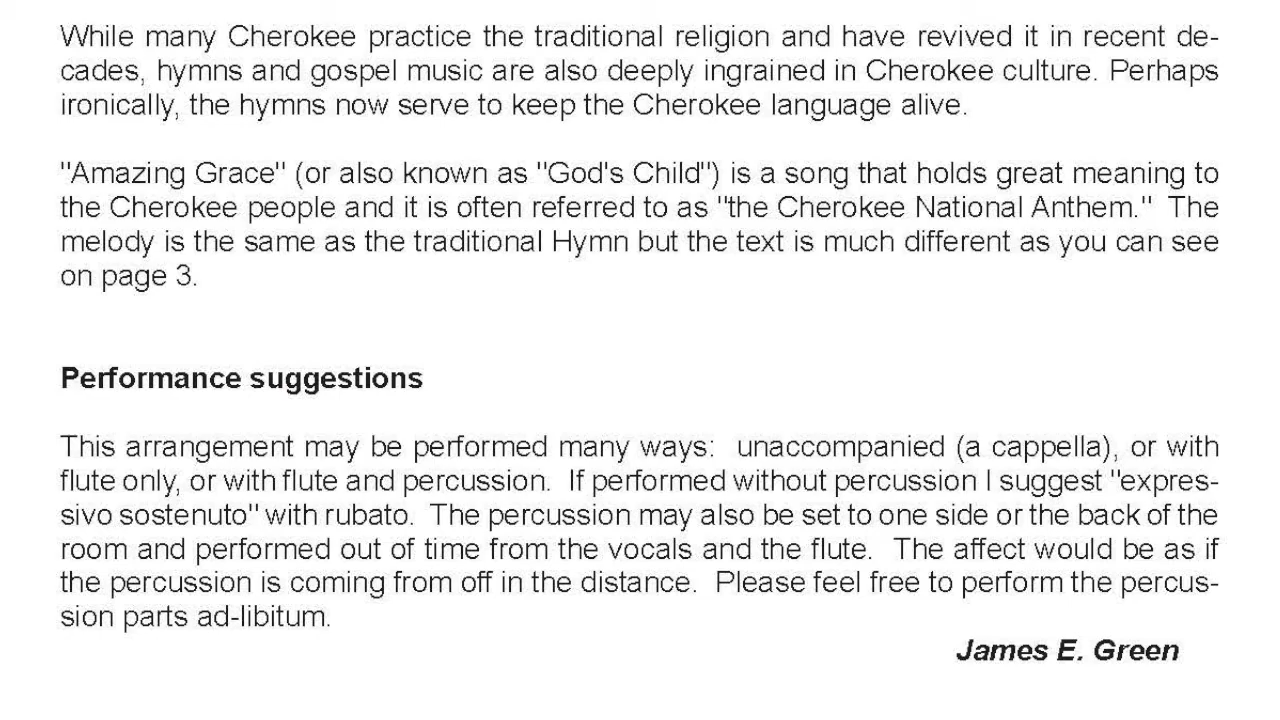 While many Cherokee practice the traditional religion and have revived it in recent de-
cades, hymns and gospel music are also deeply ingrained in Cherokee culture. Perhaps
ironically, the hymns now serve to keep the Cherokee language alive.
"Amazing Grace" (or also known as "God's Child") is a song that holds great meaning to
the Cherokee people and it is often referred to as "the Cherokee National Anthem."  The
melody is the same as the traditional Hymn but the text is much different as you can see
on page 3.
Performance suggestions
This arrangement may be performed many ways:  unaccompanied (a cappella), or with
flute only, or with flute and percussion.  If performed without percussion I suggest "expres-
sivo sostenuto" with rubato.  The percussion may also be set to one side or the back of the
room and performed out of time from the vocals and the flute.  The affect would be as if
the percussion is coming from off in the distance.  Please feel free to perform the percus-
sion parts ad-libitum.
James E. Green